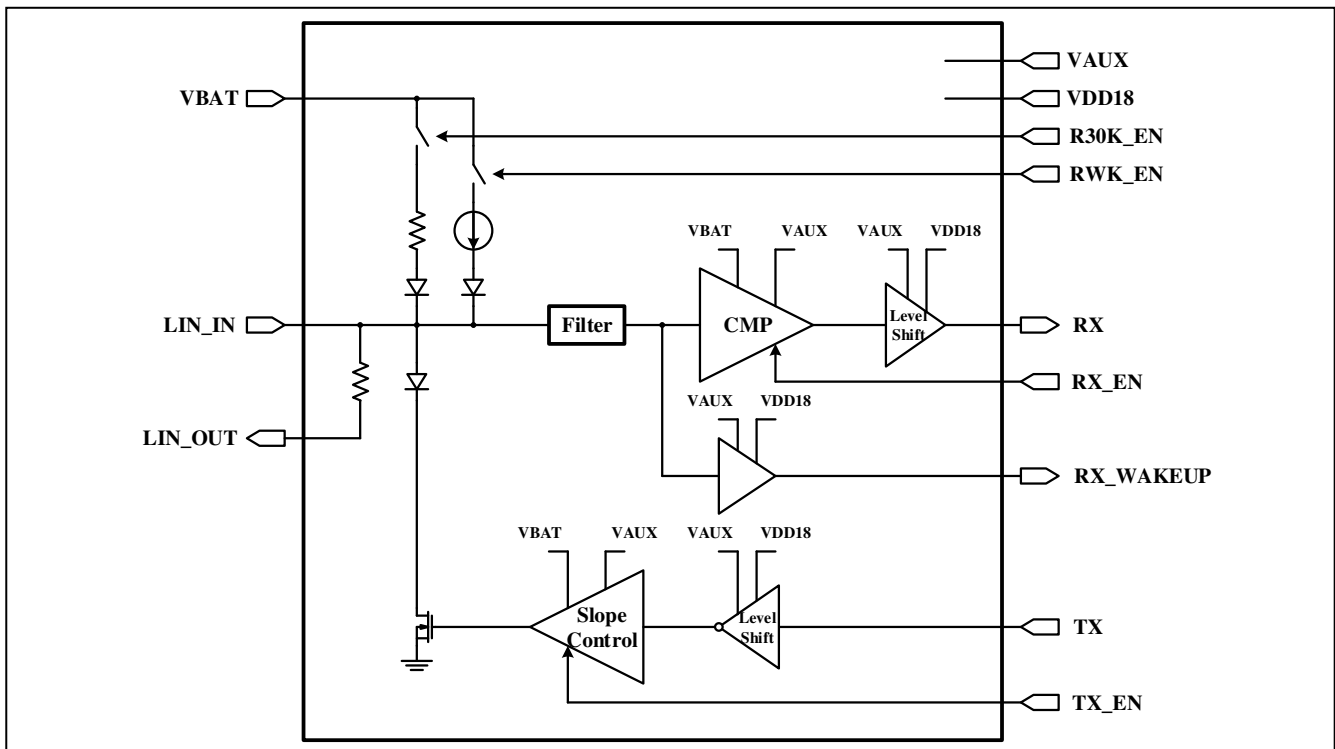 VAUX
VBAT
VDD18
R30K_EN
RWK_EN
VBAT
VAUX
VAUX
VDD18
LIN_IN
Filter
CMP
Level
Shift
RX
RX_EN
VAUX
VDD18
LIN_OUT
RX_WAKEUP
VBAT
VAUX
VAUX
VDD18
Slope
Control
Level
Shift
TX
TX_EN